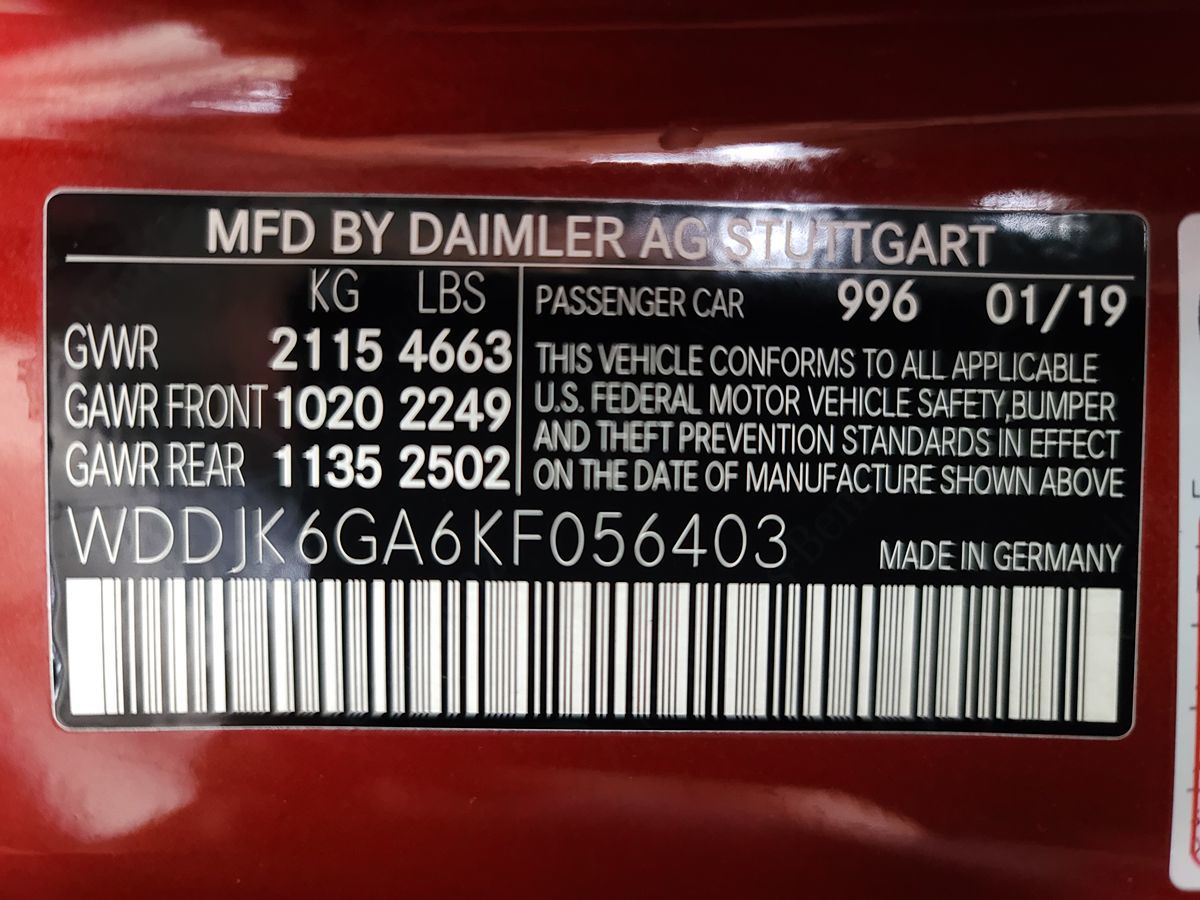 MFD BY DAIMLER AG STUTTGART
KG LBS
GVWR 2115 4663
GAWR FRONT 1020 2249
GAWR REAR 1135 2502
PASSENGER CAR 996 01/19
THIS VEHICLE CONFORMS TO ALL APPLICABLE
U.S. FEDERAL MOTOR VEHICLE SAFETY,BUMPER
AND THEFT PREVENTION STANDARDS IN EFFECT
ON THE DATE OF MANUFACTURE SHOWN ABOVE
WDDJK6GA6KF056403
MADE IN GERMANY